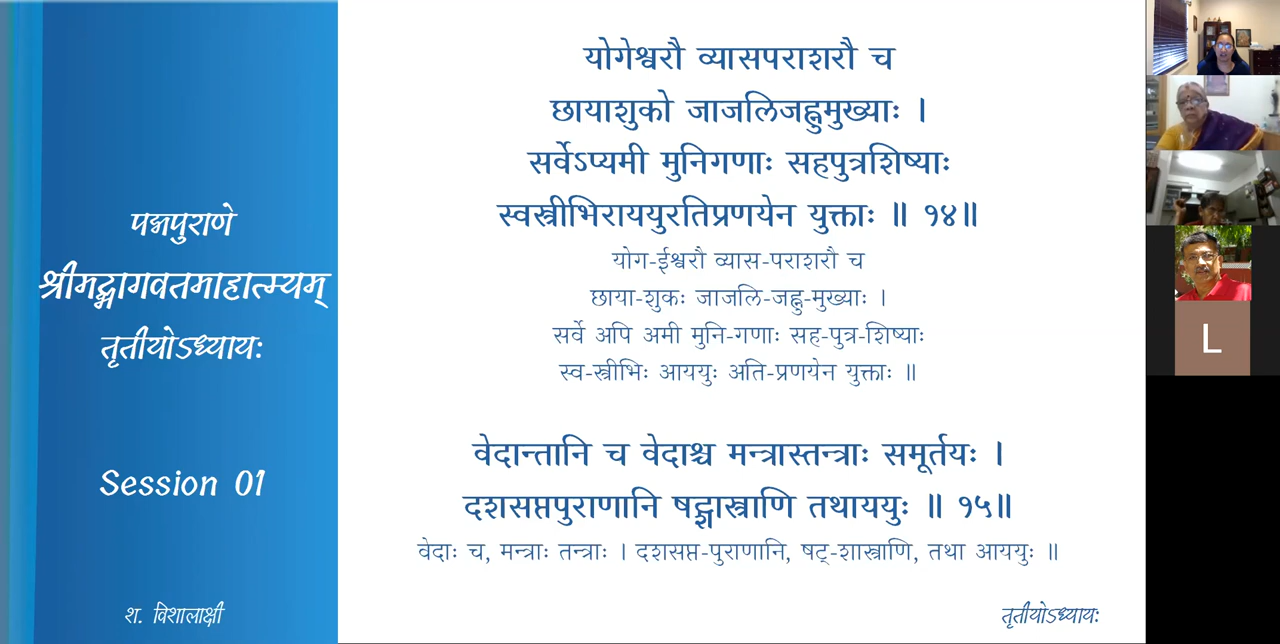 पद्मपुराणे
श्रीमद्भागवतमाहात्म्यम्
तृतीयोऽध्यायः
Session 01
श. विशालाक्षी
योगेश्वरौ व्यासपराशरौ च
छायाशुको जाजलिजह्नुमुख्याः ।
सर्वेऽप्यमी मुनिगणाः सहपुत्रशिष्याः
स्वस्त्रीभिराययुरतिप्रणयेन युक्ताः ॥ १४॥
योग-ईश्वरौ व्यास-पराशरौ च
छाया-शुकः जाजलि-जह्नु-मुख्याः ।
सर्वे अपि अमी मुनि-गणाः सह-पुत्र-शिष्याः
स्व-स्त्रीभिः आययुः अति-प्रणयेन युक्ताः ॥
वेदान्तानि च वेदाश्च मन्त्रास्तन्त्राः समूर्तयः ।
दशसप्तपुराणानि षट्शास्त्राणि तथाययुः ॥ १५॥
वेदाः च, मन्त्राः तन्त्राः । दशसप्त-पुराणानि, षट्-शास्त्राणि, तथा आययुः ॥
तृतीयोऽध्यायः
L